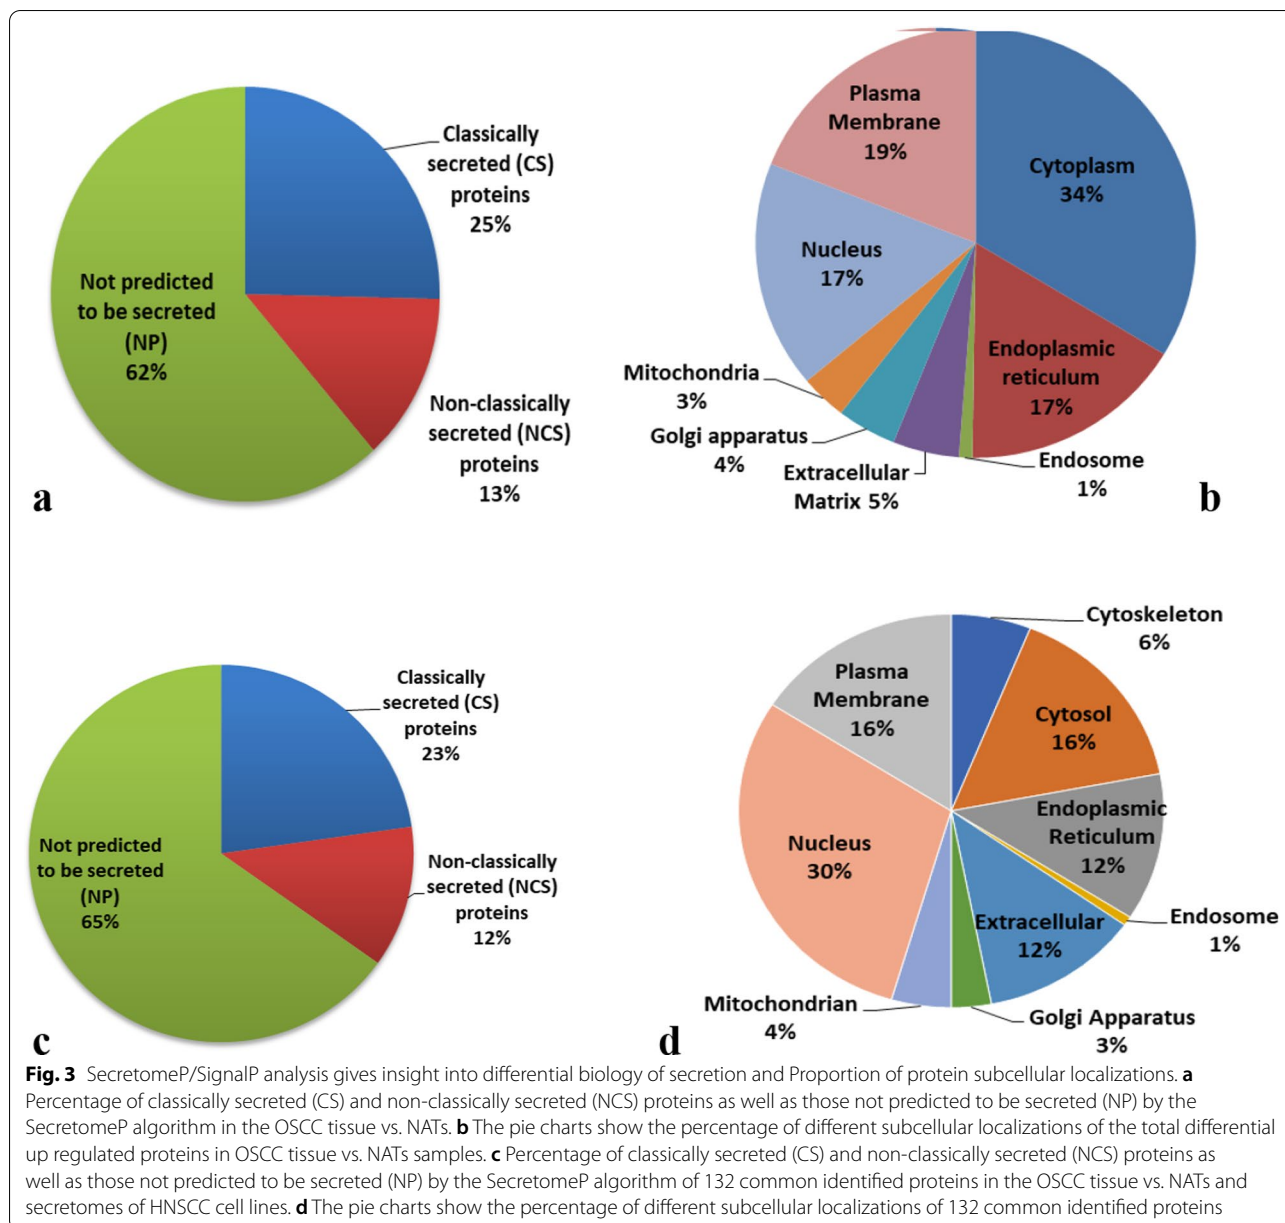 Classically
secreted (CS)
proteins
25%
Not predicted
to be secreted
(NP)
62%
Non-classically
secreted (NCS)
proteins
13%
a
Plasma
Membrane
19%
Cytoplasm
34%
Nucleus
17%
Endoplasmic
reticulum
17%
Mitochondria
3%
Golgi apparatus
4%
Extracellular
Matrix 5%
Endosome
1%
b
Classically
secreted (CS)
proteins
23%
Not predicted
to be secreted
(NP)
65%
Non-classically
secreted (NCS)
proteins
12%
c
Cytoskeleton
6%
Plasma
Membrane
16%
Cytosol
16%
Endoplasmic
Reticulum
12%
Nucleus
30%
Endosome
1%
Extracellular
12%
Mitochondrian
4%
Golgi Apparatus
3%
d
Fig. 3 SecretomeP/SignalP analysis gives insight into differential biology of secretion and Proportion of protein subcellular localizations. a
Percentage of classically secreted (CS) and non-classically secreted (NCS) proteins as well as those not predicted to be secreted (NP) by the
SecretomeP algorithm in the OSCC tissue vs. NATs. b The pie charts show the percentage of different subcellular localizations of the total differential
up regulated proteins in OSCC tissue vs. NATs samples. c Percentage of classically secreted (CS) and non-classically secreted (NCS) proteins as
well as those not predicted to be secreted (NP) by the SecretomeP algorithm of 132 common identified proteins in the OSCC tissue vs. NATs and
secretomes of HNSCC cell lines. d The pie charts show the percentage of different subcellular localizations of 132 common identified proteins